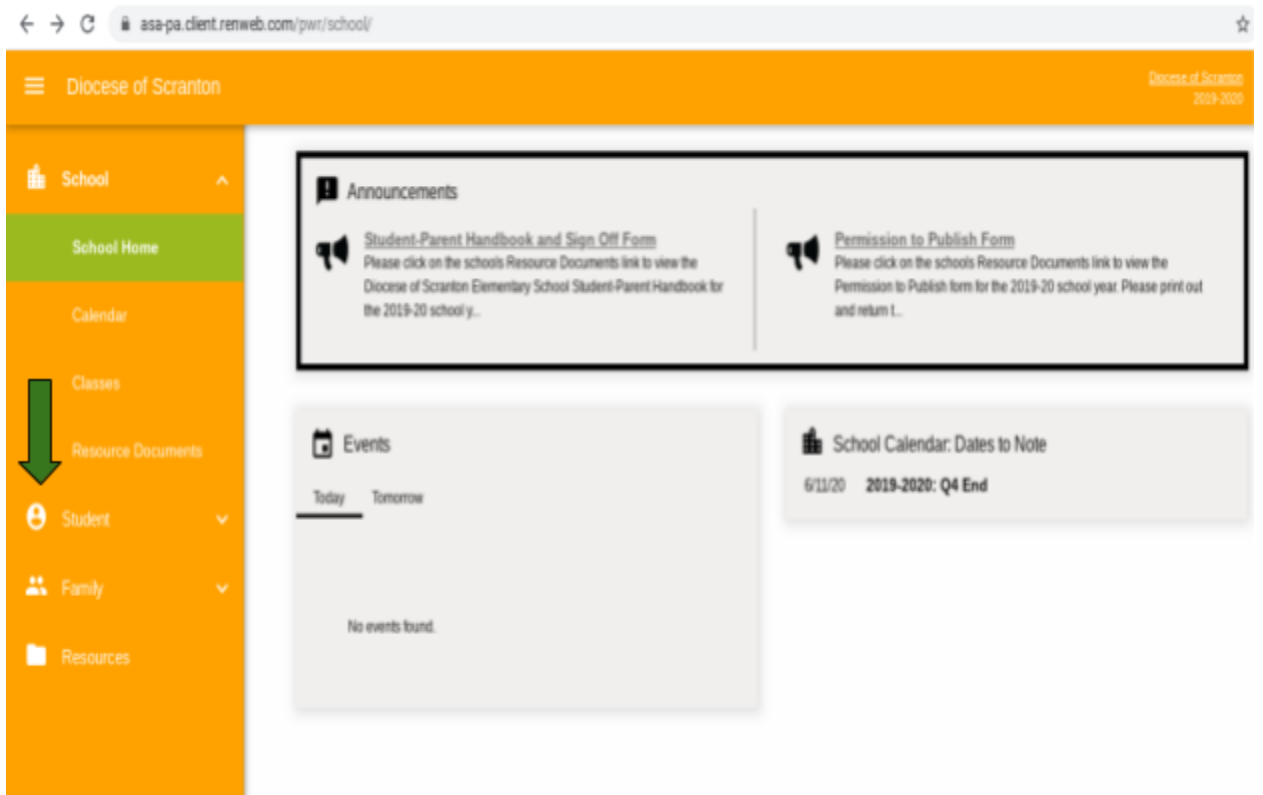 asa-pa.client.renweb.com/pwr/school/
Diocese of Scranton
Diocese of Scranton
2019-2020
School
School Home
Calendar
Classes
Resource Documents
Student
Family
Resources
Announcements
Student-Parent Handbook and Sign Off Form
Please click on the schools Resource Documents link to view the
Diocese of Scranton Elementary School Student-Parent Handbook for
the 2019-20 school y...
Permission to Publish Form
Please click on the schools Resource Documents link to view the
Permission to Publish form for the 2019-20 school year. Please print out
and return t...
Events
Today Tomorrow
No events found.
School Calendar: Dates to Note
6/11/20 2019-2020: Q4 End